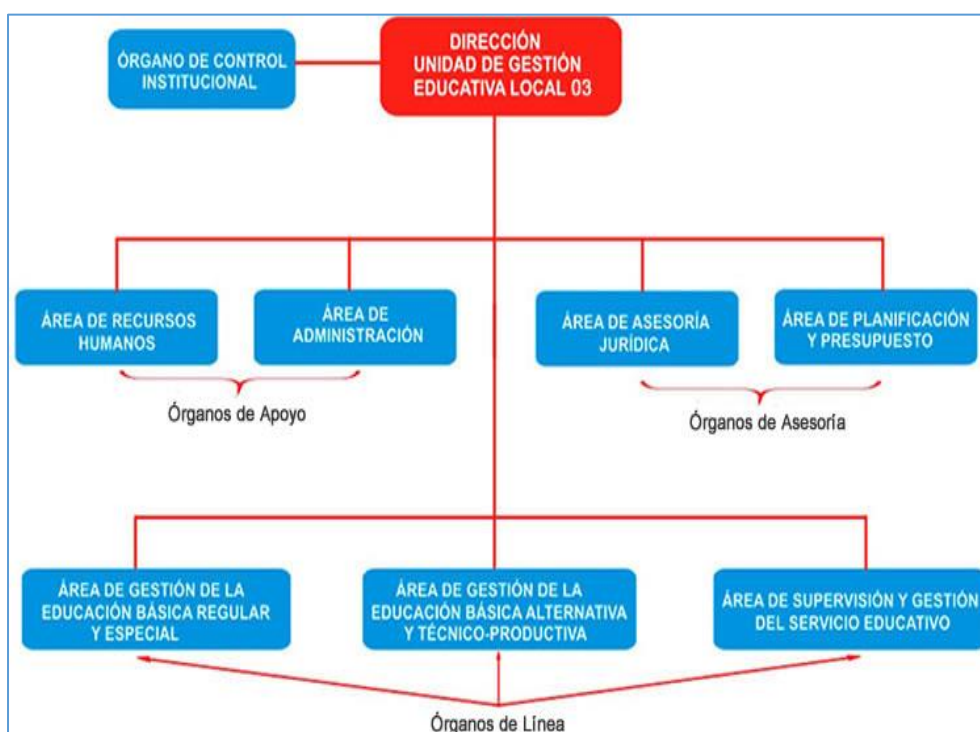 ÓRGANO DE CONTROL
INSTITUCIONAL
DIRECCIÓN
UNIDAD DE GESTIÓN
EDUCATIVA LOCAL 03
ÁREA DE RECURSOS
HUMANOS
ÁREA DE
ADMINISTRACIÓN
ÁREA DE ASESORÍA
JURÍDICA
ÁREA DE PLANIFICACIÓN
Y PRESUPUESTO
Órganos de Apoyo
Órganos de Asesoría
ÁREA DE GESTIÓN DE LA
EDUCACIÓN BÁSICA REGULAR
Y ESPECIAL
ÁREA DE GESTIÓN DE LA
EDUCACIÓN BÁSICA ALTERNATIVA
Y TÉCNICO-PRODUCTIVA
ÁREA DE SUPERVISIÓN Y GESTIÓN
DEL SERVICIO EDUCATIVO
Órganos de Línea